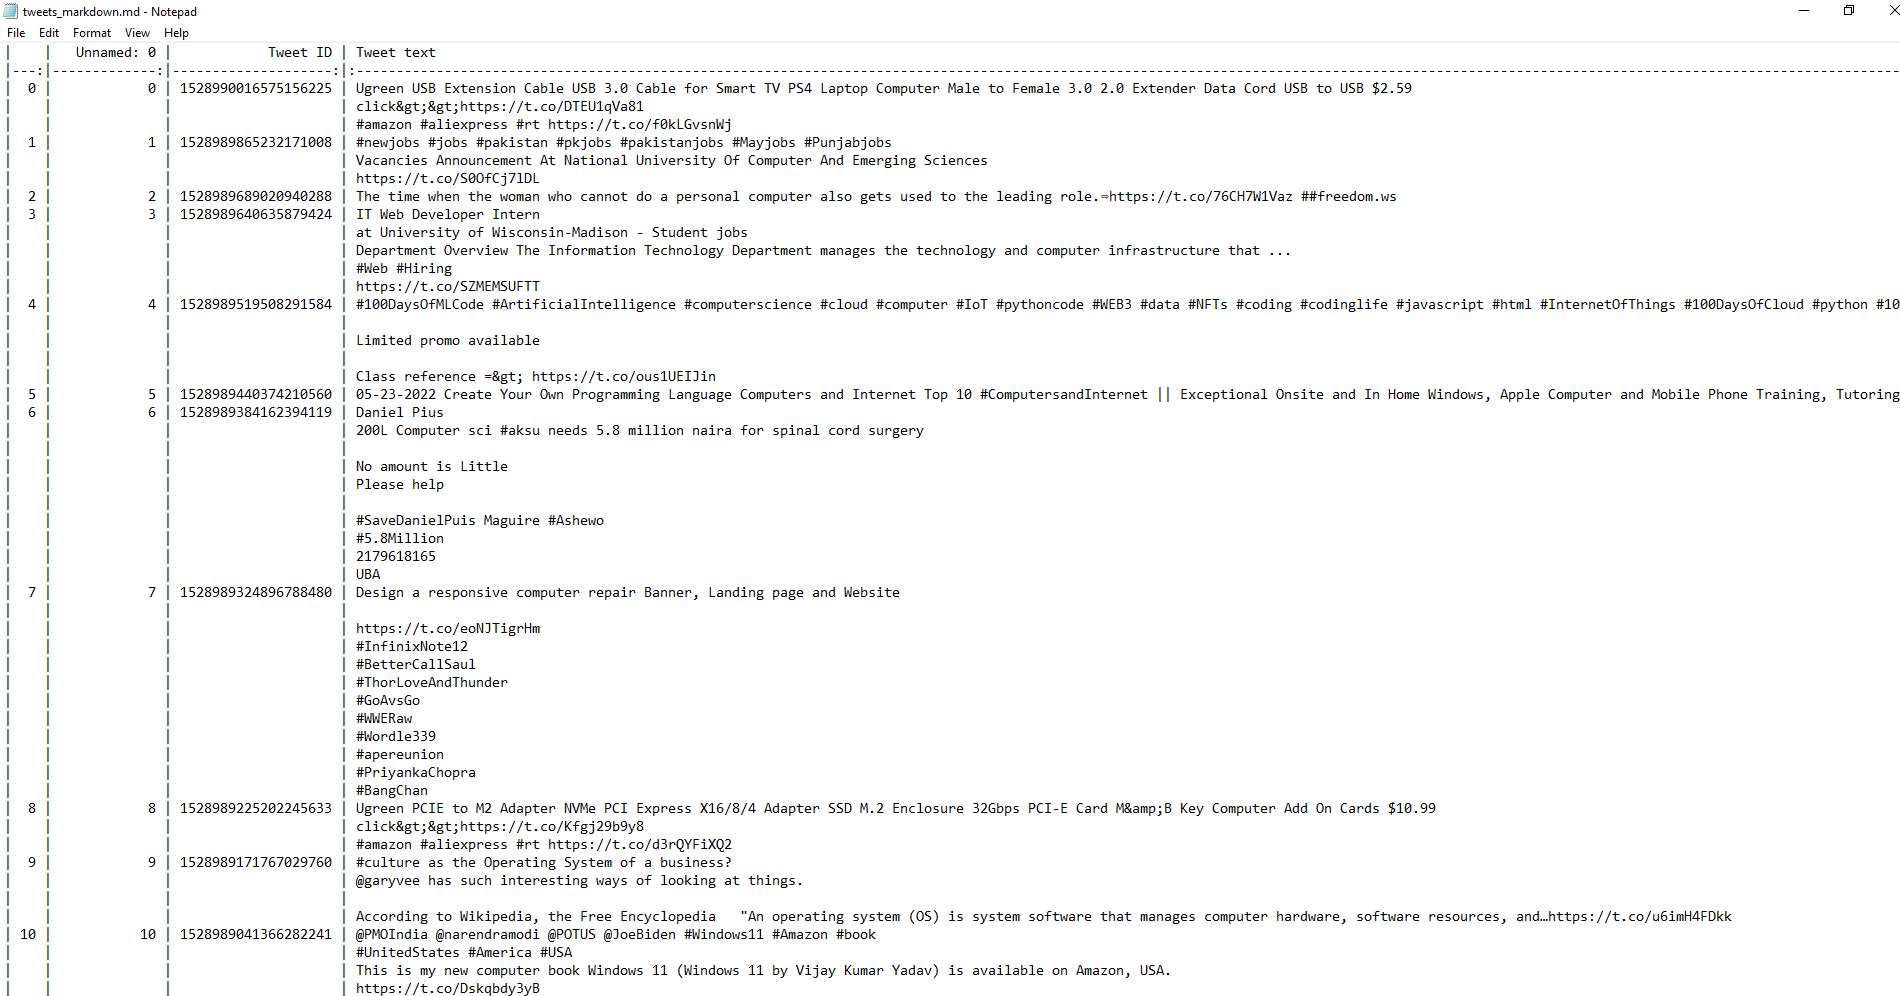 tweets_markdown.md - Notepad
File Edit Format View Help
| | Unnamed: 0 | Tweet ID | Tweet text
|---:|-------------:|--------------------:|:---
| 0 | 0 | 1528990016575156225 | Ugreen USB Extension Cable USB 3.0 Cable for Smart TV PS4 Laptop Computer Male to Female 3.0 2.0 Extender Data Cord USB to USB $2.59
| | | | click&gt;&gt;https://t.co/DTEU1qVa81
| | | | #amazon #aliexpress #rt https://t.co/f0kLGvsnWj
| 1 | 1 | 1528989865232171008 | #newjobs #jobs #pakistan #pkjobs #pakistanjobs #Mayjobs #Punjabjobs
| | | | Vacancies Announcement At National University Of Computer And Emerging Sciences
| | | | https://t.co/S0OfCj7lDL
| 2 | 2 | 1528989689020940288 | The time when the woman who cannot do a personal computer also gets used to the leading role.⇒https://t.co/76CH7W1Vaz ##freedom.ws
| 3 | 3 | 1528989640635879424 | IT Web Developer Intern
| | | | at University of Wisconsin-Madison - Student jobs
| | | | Department Overview The Information Technology Department manages the technology and computer infrastructure that ...
| | | | #Web #Hiring
| | | | https://t.co/SZMEMSUFTT
| 4 | 4 | 1528989519508291584 | #100DaysOfMLCode #ArtificialIntelligence #computerscience #cloud #computer #IoT #pythoncode #WEB3 #data #NFTs #coding #codinglife #javascript #html #InternetOfThings #100DaysOfCloud #python #10
| | | | Limited promo available
| | | | Class reference =&gt; https://t.co/ous1UEIJin
| 5 | 5 | 1528989440374210560 | 05-23-2022 Create Your Own Programming Language Computers and Internet Top 10 #ComputersandInternet || Exceptional Onsite and In Home Windows, Apple Computer and Mobile Phone Training, Tutoring
| 6 | 6 | 1528989384162394119 | Daniel Pius
| | | | 200L Computer sci #aksu needs 5.8 million naira for spinal cord surgery
| | | | No amount is Little
| | | | Please help
| | | | #SaveDanielPuis Maguire #Ashewo
| | | | #5.8Million
| | | | 2179618165
| | | | UBA
| 7 | 7 | 1528989324896788480 | Design a responsive computer repair Banner, Landing page and Website
| | | | https://t.co/eoNJTigrHm
| | | | #InfinixNote12
| | | | #BetterCallSaul
| | | | #ThorLoveAndThunder
| | | | #GoAvsGo
| | | | #WWERaw
| | | | #Wordle339
| | | | #apereunion
| | | | #PriyankaChopra
| | | | #BangChan
| 8 | 8 | 1528989225202245633 | Ugreen PCIE to M2 Adapter NVMe PCI Express X16/8/4 Adapter SSD M.2 Enclosure 32Gbps PCI-E Card M&amp;B Key Computer Add On Cards $10.99
| | | | click&gt;&gt;https://t.co/Kfgj29b9y8
| | | | #amazon #aliexpress #rt https://t.co/d3rQYFiXQ2
| 9 | 9 | 1528989171767029760 | #culture as the Operating System of a business?
| | | | @garyvee has such interesting ways of looking at things.
| | | | According to Wikipedia, the Free Encyclopedia "An operating system (OS) is system software that manages computer hardware, software resources, and…https://t.co/u6imH4FDkk
| 10 | 10 | 1528989041366282241 | @PMOIndia @narendramodi @POTUS @JoeBiden #Windows11 #Amazon #book
| | | | #UnitedStates #America #USA
| | | | This is my new computer book Windows 11 (Windows 11 by Vijay Kumar Yadav) is available on Amazon, USA.
| | | | https://t.co/Dskqbdy3yB